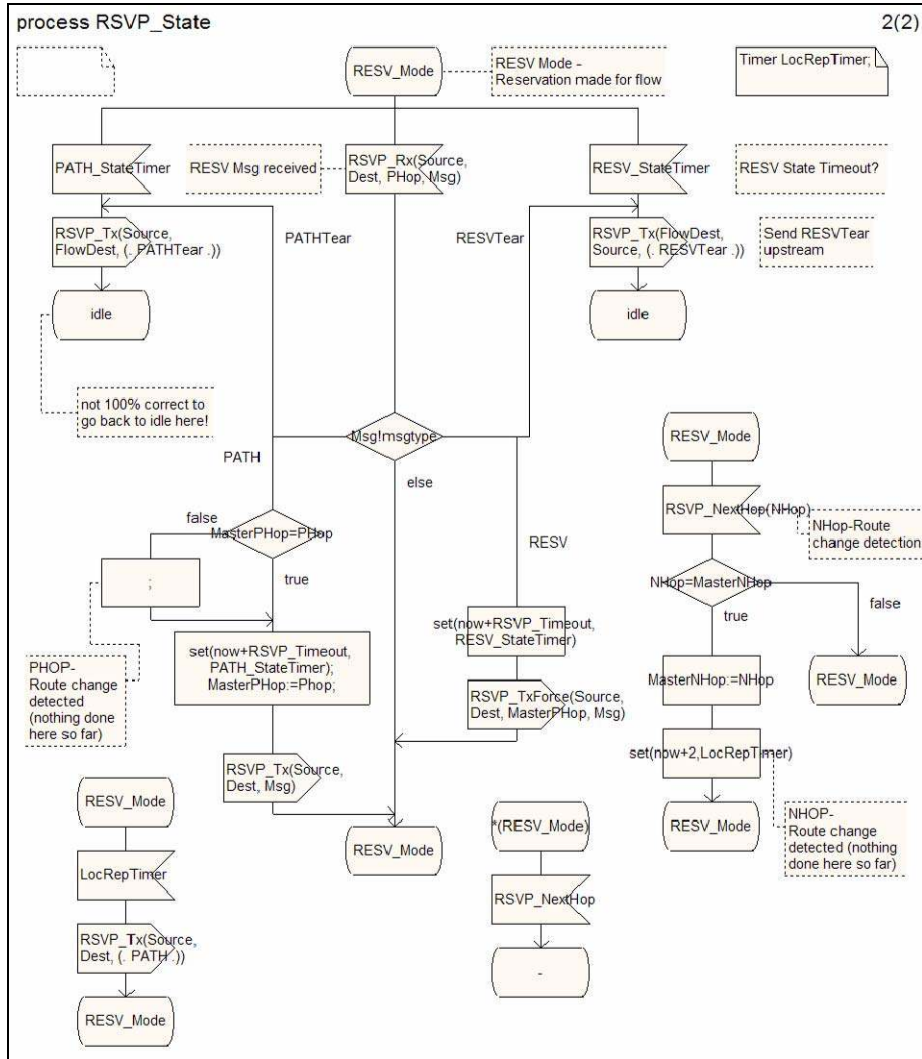 process RSVP_State
2(2)
RESV_Mode
RESV Mode -
Reservation made for flow
Timer LocRepTimer;
PATH_StateTimer
RESV Msg received
RSVP_Rx(Source,
Dest, PHop, Msg)
RESV_StateTimer
RESV State Timeout?
RSVP_Tx(Source,
FlowDest, (. PATHTear .))
PATHTear
RESVTear
RSVP_Tx(FlowDest,
Source, (. RESVTear .))
Send RESVTear
upstream
idle
idle
not 100% correct to
go back to idle here!
Msg!msgtype
PATH
else
RESV
false
MasterPHop=PHop
true
;
set(now+RSVP_Timeout,
PATH_StateTimer);
MasterPHop:=Phop;
PHOP-
Route change
detected
(nothing done
here so far)
RSVP_Tx(Source,
Dest, Msg)
set(now+RSVP_Timeout,
RESV_StateTimer)
RSVP_TxForce(Source,
Dest, MasterPHop, Msg)
RESV_Mode
RESV_Mode
RSVP_NextHop(NHop)
NHop-Route
change detection
NHop=MasterNHop
false
true
MasterNHop:=NHop
RESV_Mode
set(now+2,LocRepTimer)
RESV_Mode
NHOP-
Route change
detected (nothing
done here so far)
RESV_Mode
LocRepTimer
RSVP_Tx(Source,
Dest, (. PATH .))
RESV_Mode
*(RESV_Mode)
RSVP_NextHop
-